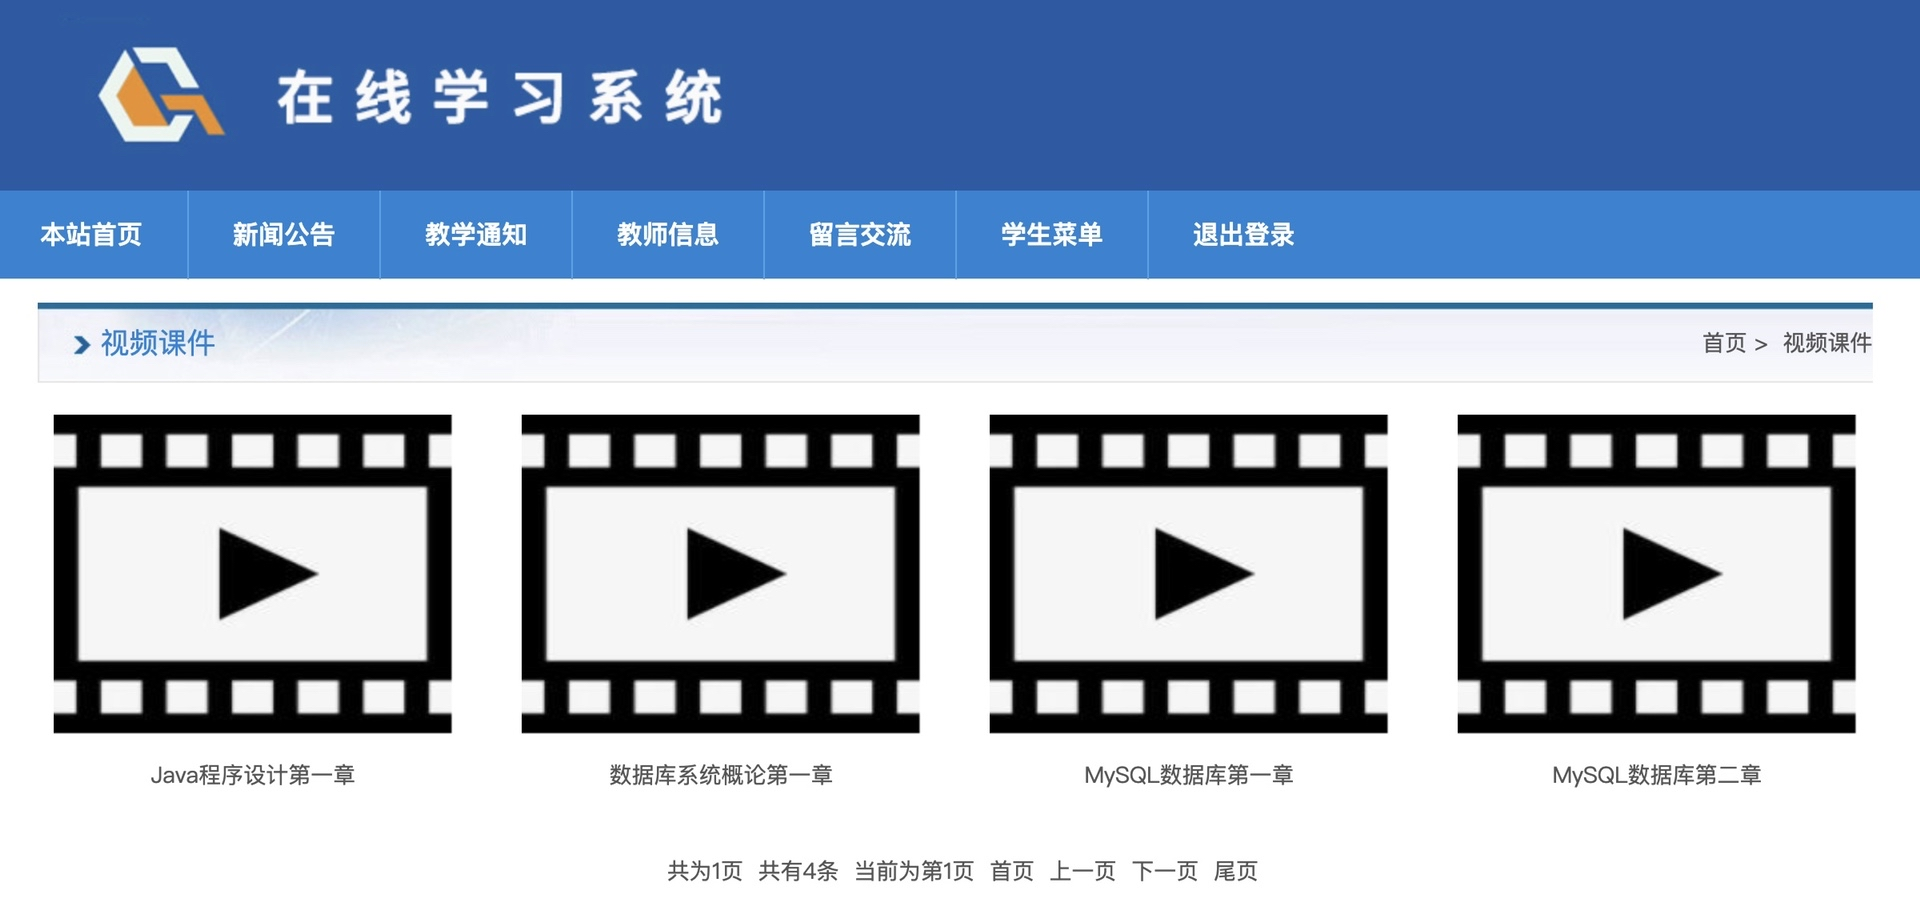 在线学习系统
本站首页 新闻公告 教学通知 教师信息 留言交流 学生菜单 退出登录
视频课件
首页 > 视频课件
Java程序设计第一章
数据库系统概论第一章
MySQL数据库第一章
MySQL数据库第二章
共为1页 共有4条 当前为第1页 首页 上一页 下一页 尾页